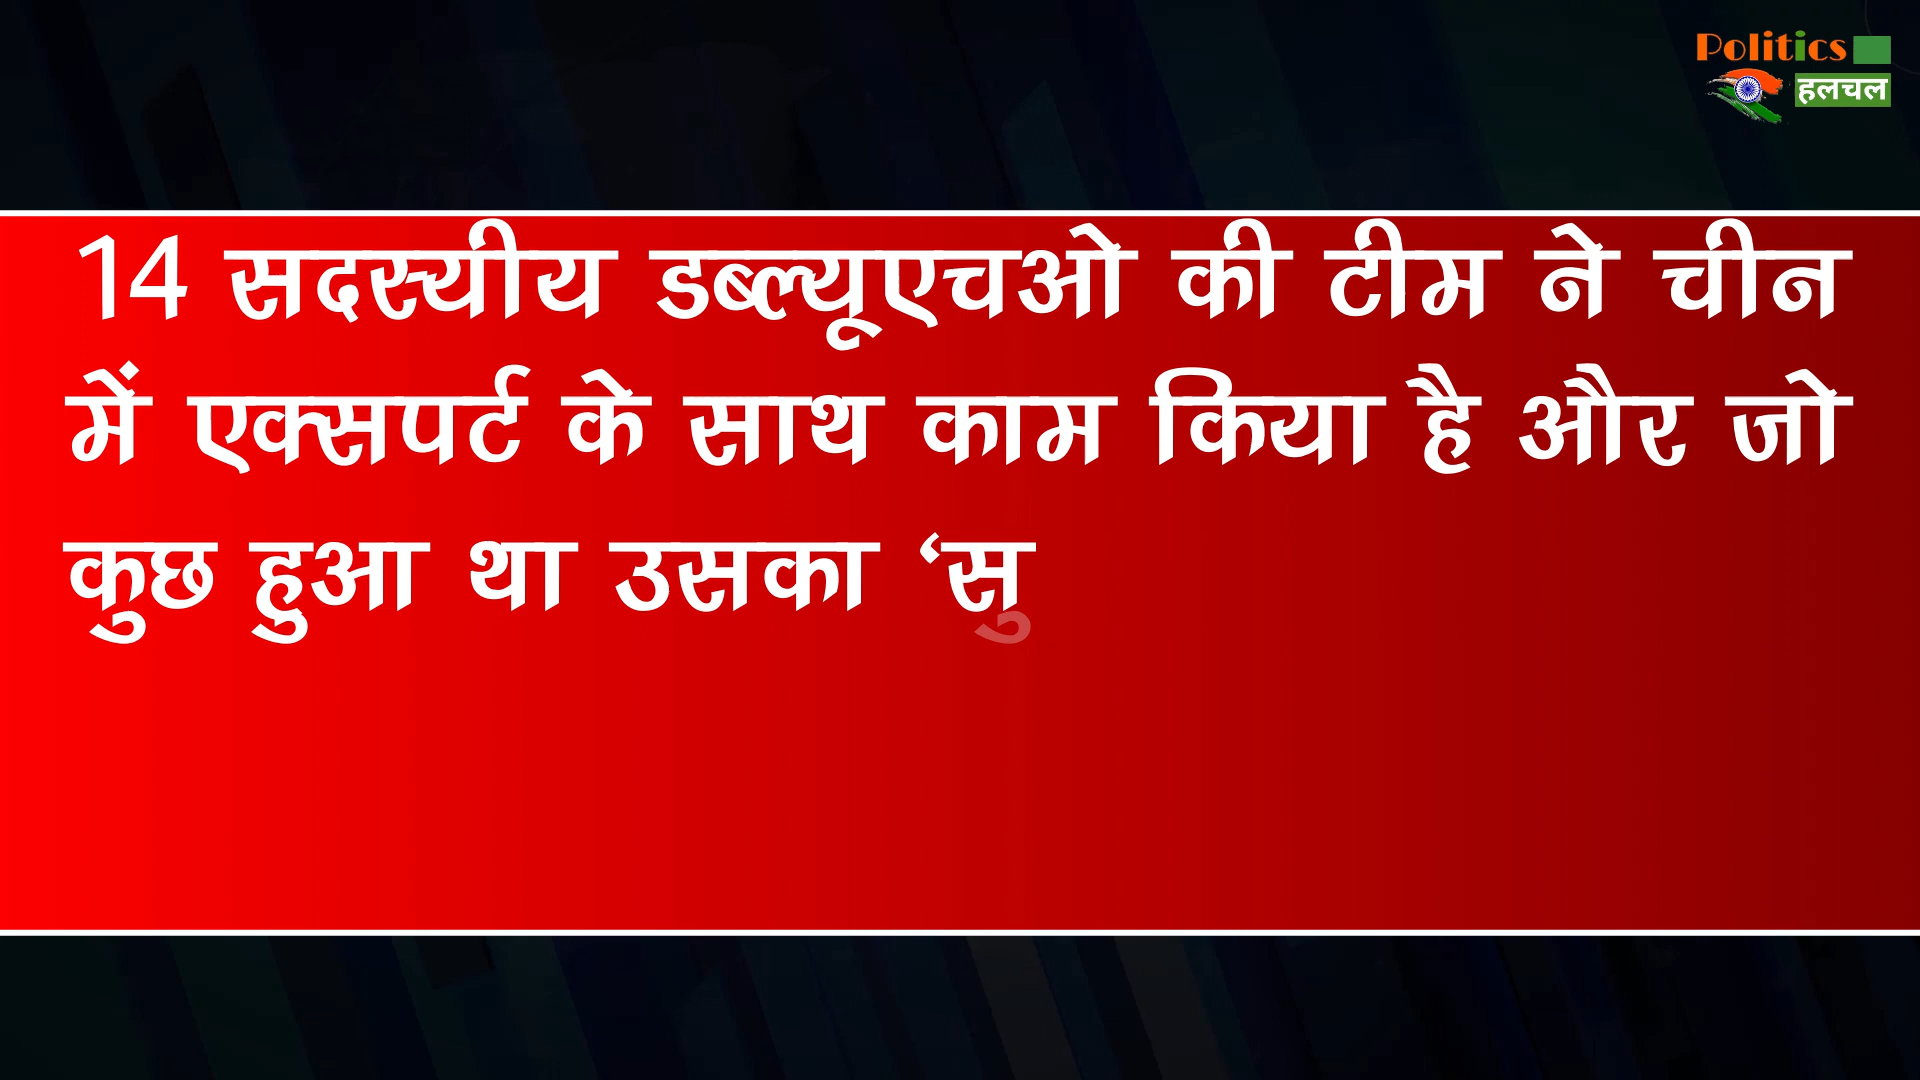 Politics
हलचल
14 सदस्यीय डब्ल्यूएचओ की टीम ने चीन
में एक्सपर्ट के साथ काम किया है और जो
कुछ हुआ था उसका ‘सु